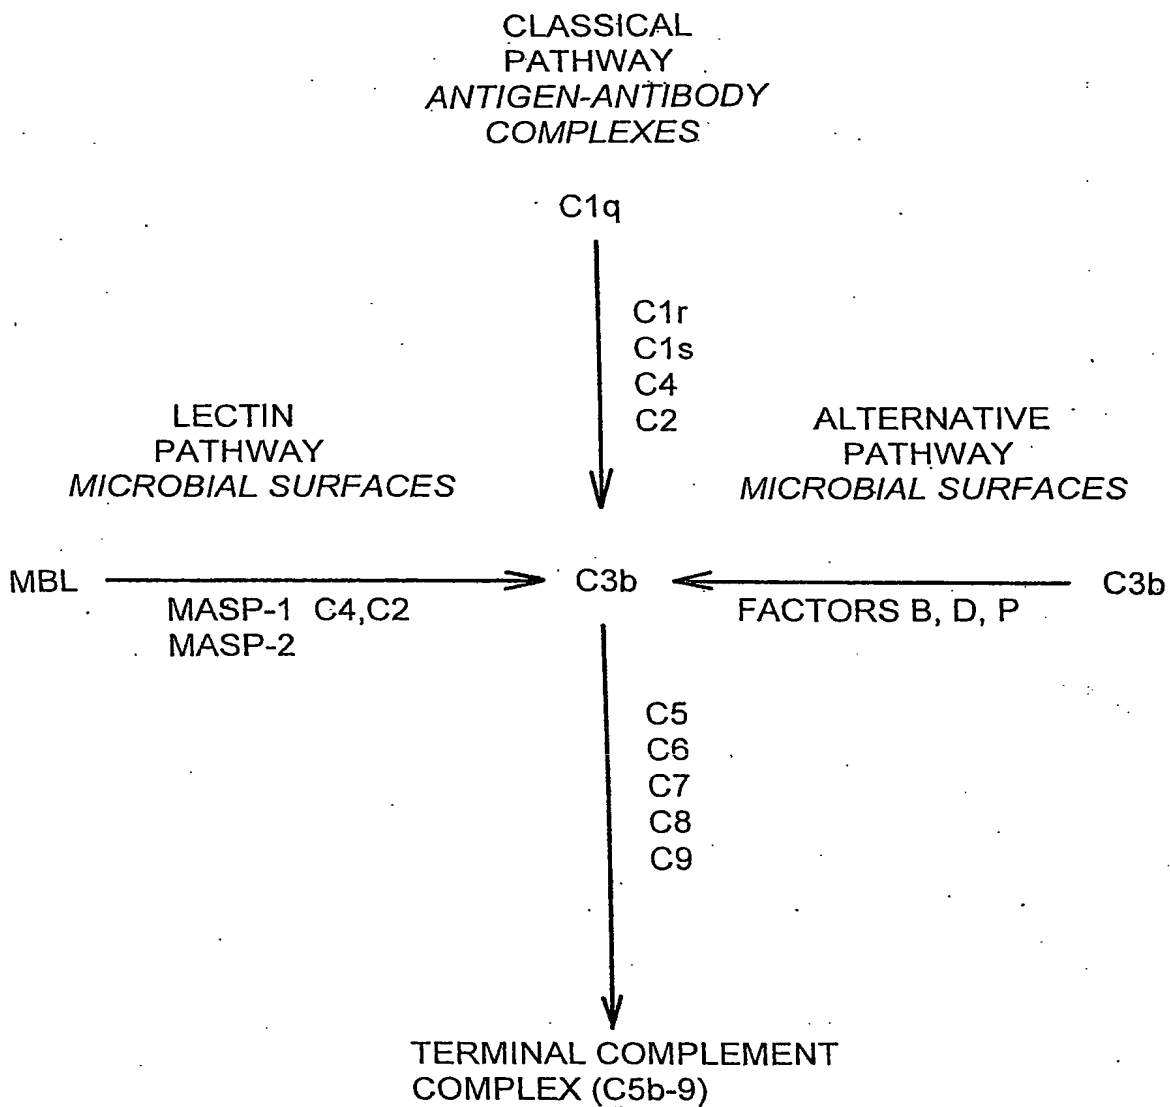 CLASSICAL
PATHWAY
ANTIGEN-ANTIBODY
COMPLEXES
C1q
C1r
C1s
C4
C2
LECTIN
PATHWAY
MICROBIAL SURFACES
ALTERNATIVE
PATHWAY
MICROBIAL SURFACES
MBL
MASP-1 C4,C2
MASP-2
C3b
FACTORS B, D, P
C3b
C5
C6
C7
C8
C9
TERMINAL COMPLEMENT
COMPLEX (C5b-9)